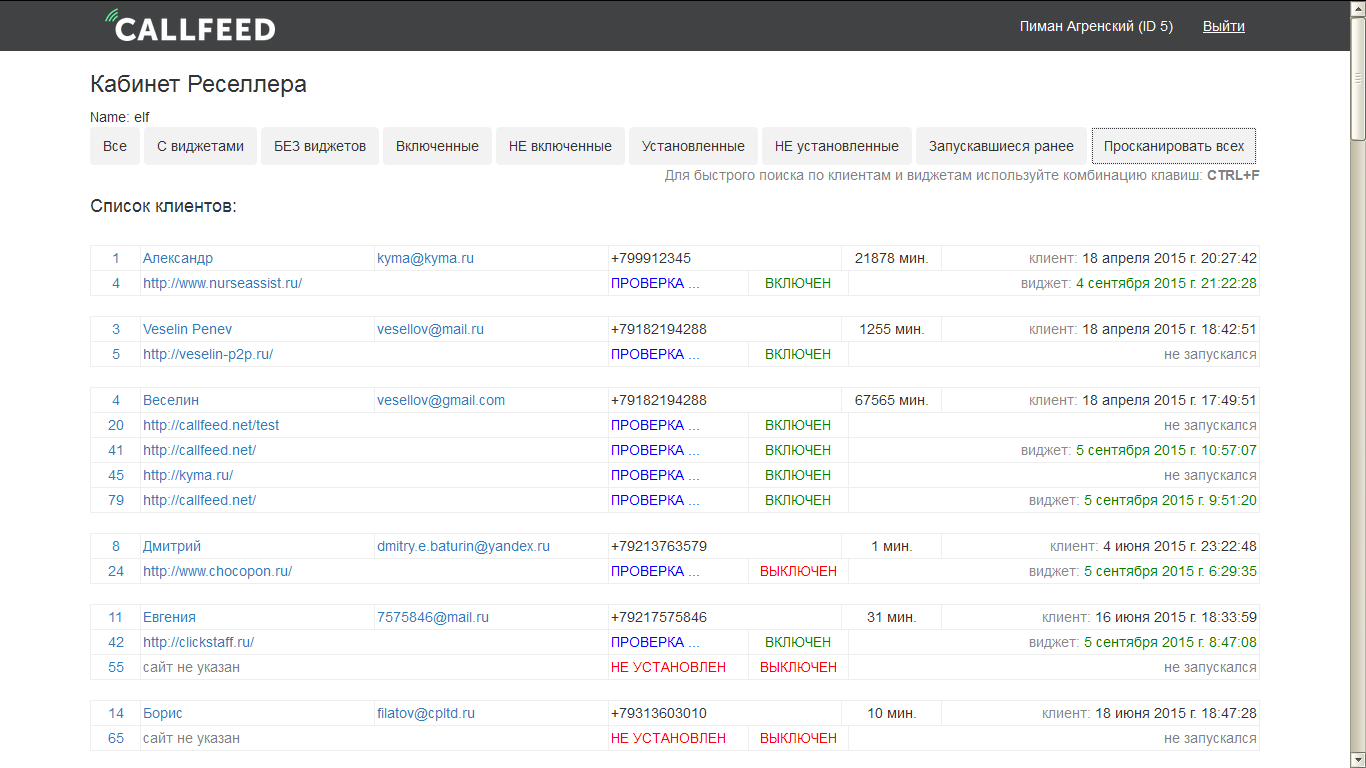 CALLFEED Пиман Агренский (ID 5) Выйти
Кабинет Реселлера
Name: elf
Все С виджетами БЕЗ виджетов Включенные НЕ включенные Установленные НЕ установленные Запускавшиеся ранее Просканировать всех
Для быстрого поиска по клиентам и виджетам используйте комбинацию клавиш: CTRL+F
Список клиентов:
1 Александр kyma@kyma.ru +799912345 21878 мин. клиент: 18 апреля 2015 г. 20:27:42
4 http://www.nurseassist.ru/ ПРОВЕРКА ... ВКЛЮЧЕН виджет: 4 сентября 2015 г. 21:22:28
3 Veselin Penev vesellov@mail.ru +79182194288 1255 мин. клиент: 18 апреля 2015 г. 18:42:51
5 http://veselin-p2p.ru/ ПРОВЕРКА ... ВКЛЮЧЕН не запускался
4 Веселин vesellov@gmail.com +79182194288 67565 мин. клиент: 18 апреля 2015 г. 17:49:51
20 http://callfeed.net/test ПРОВЕРКА ... ВКЛЮЧЕН не запускался
41 http://callfeed.net/ ПРОВЕРКА ... ВКЛЮЧЕН виджет: 5 сентября 2015 г. 10:57:07
45 http://kyma.ru/ ПРОВЕРКА ... ВКЛЮЧЕН не запускался
79 http://callfeed.net/ ПРОВЕРКА ... ВКЛЮЧЕН виджет: 5 сентября 2015 г. 9:51:20
8 Дмитрий dmitry.e.baturin@yandex.ru +79213763579 1 мин. клиент: 4 июня 2015 г. 23:22:48
24 http://www.chocopon.ru/ ПРОВЕРКА ... ВЫКЛЮЧЕН виджет: 5 сентября 2015 г. 6:29:35
11 Евгения 7575846@mail.ru +79217575846 31 мин. клиент: 16 июня 2015 г. 18:33:59
42 http://clickstaff.ru/ ПРОВЕРКА ... ВКЛЮЧЕН виджет: 5 сентября 2015 г. 8:47:08
55 сайт не указан НЕ УСТАНОВЛЕН ВЫКЛЮЧЕН не запускался
14 Борис filatov@cpltd.ru +79313603010 10 мин. клиент: 18 июня 2015 г. 18:47:28
65 сайт не указан НЕ УСТАНОВЛЕН ВЫКЛЮЧЕН не запускался